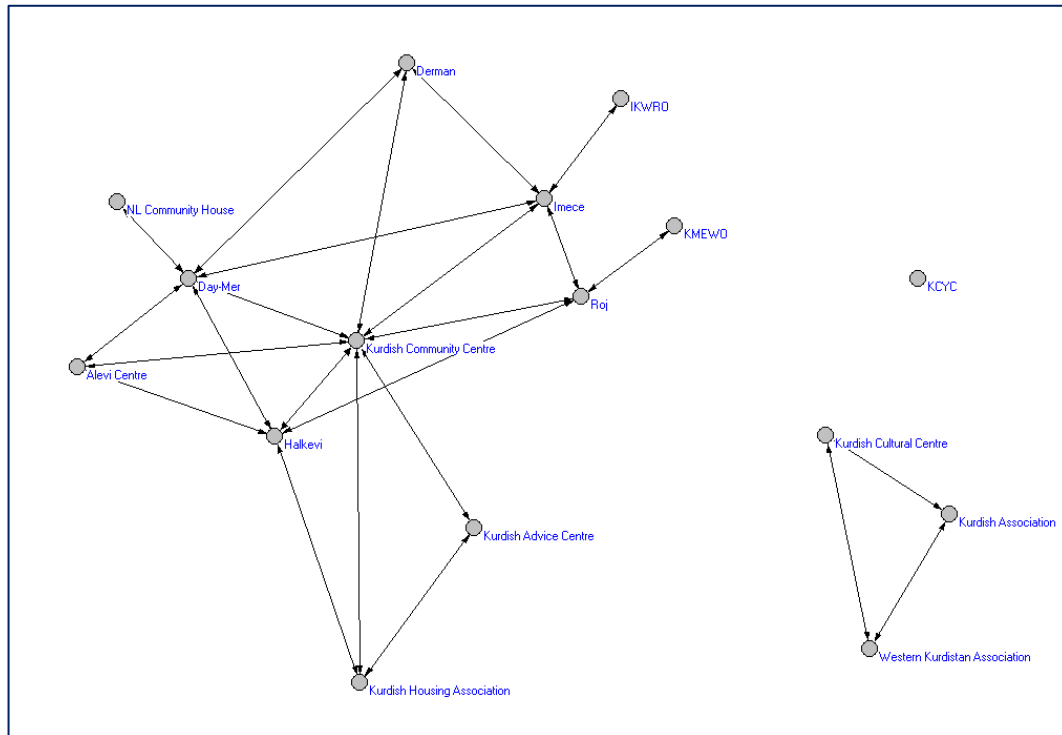 Derman
IKWRO
NL Community House
Imece
KMEWO
Day-Mer
KCYC
Roj
Kurdish Community Centre
Alevi Centre
Halkevi
Kurdish Cultural Centre
Kurdish Association
Kurdish Advice Centre
Western Kurdistan Association
Kurdish Housing Association